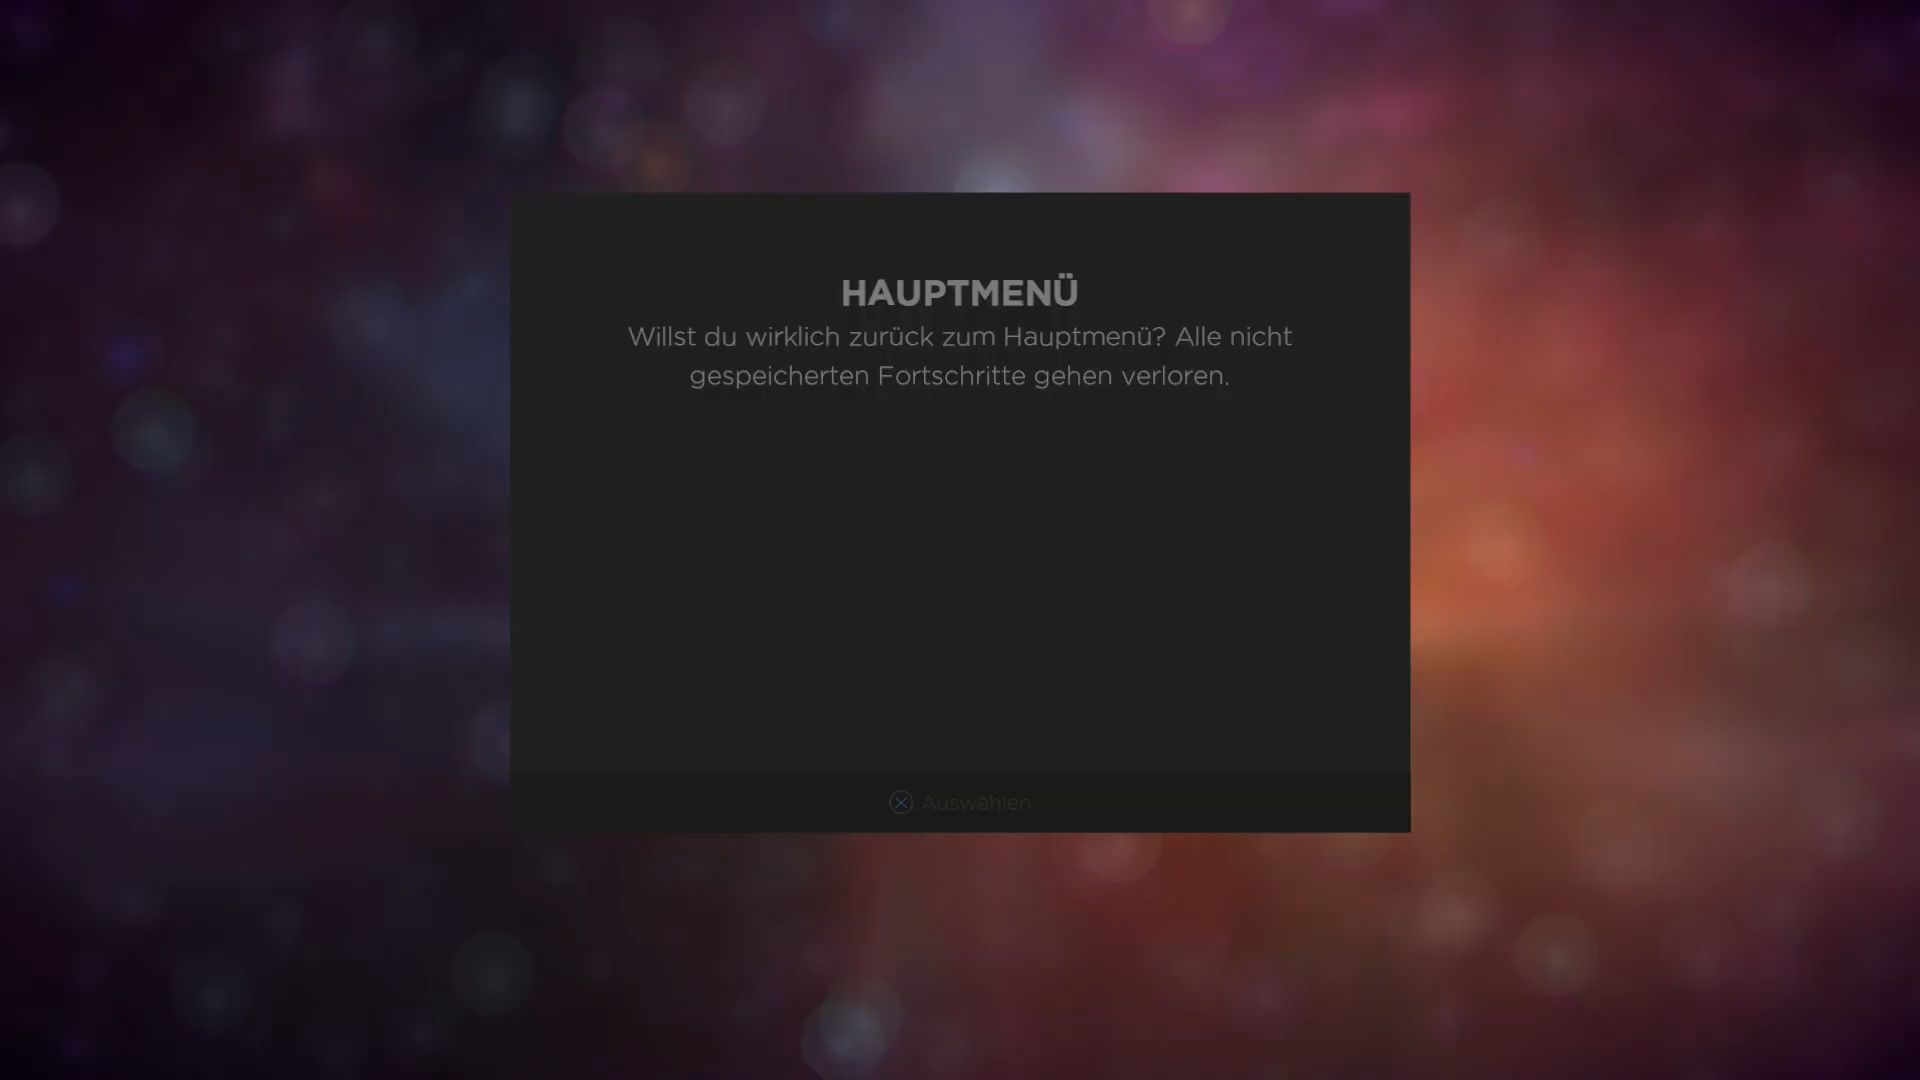 HAUPTMENÜ
Willst du wirklich zurück zum Hauptmenü? Alle nicht
gespeicherten Fortschritte gehen verloren.
Auswählen